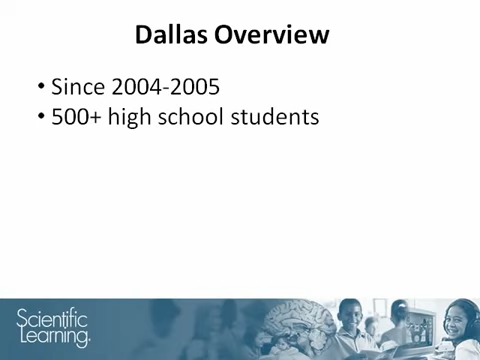 Dallas Overview
• Since 2004-2005
• 500+ high school students
Scientific
Learning®